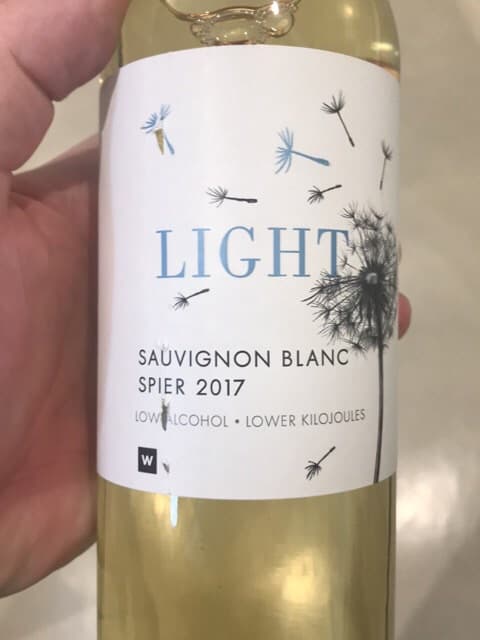 LIGHT
SAUVIGNON BLANC
SPIER 2017
LOW ALCOHOL • LOWER KILOJOULES
W